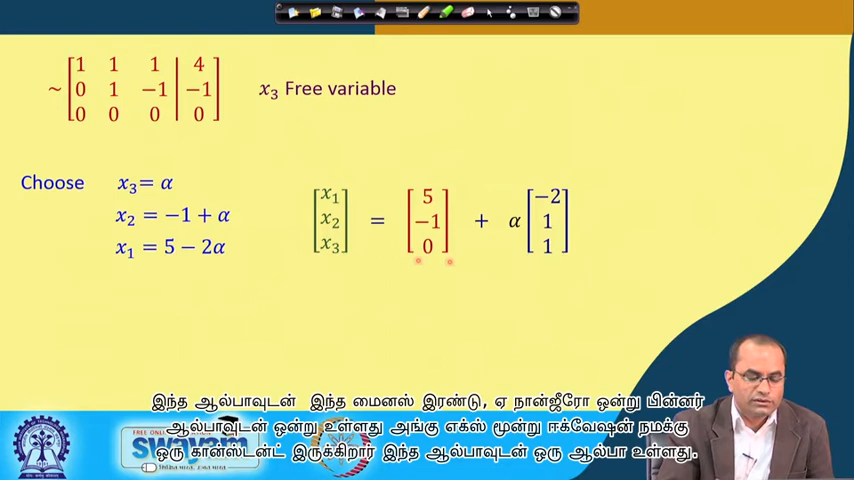 ~ [1 1 1 | 4
0 1 −1 | −1
0 0 0 | 0]
x₃ Free variable
Choose x₃= α
x₂ = −1 + α
x₁ = 5 − 2α
[x₁ x₂ x₃] = [5 −1 0] + α [−2 1 1]
இந்த ஆல்பாவுடன் இந்த மைனஸ் இரண்டு, ஏ நான்ஜீரோ ஒன்று பின்னர்
ஆல்பாவுடன் ஒன்று உள்ளது அங்கு எக்ஸ் மூன்று ஈக்வேஷன் நமக்கு
ஒரு கான்ஸ்டன்ட் இருக்கிறார் இந்த ஆல்பாவுடன் ஒரு ஆல்பா உள்ளது.
FREE ONLI
swayam